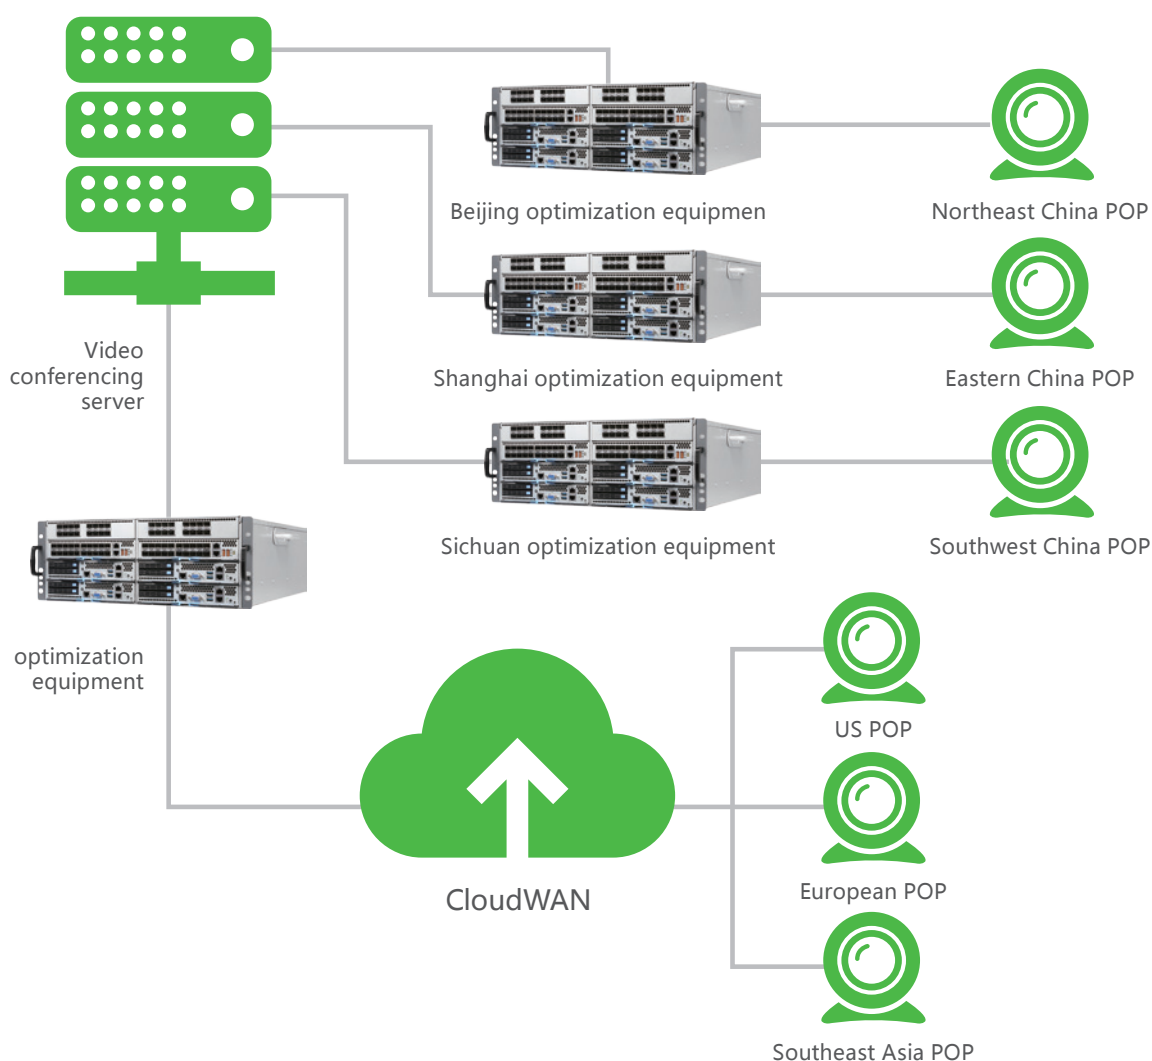 Beijing optimization equipmen
Northeast China POP
Video
conferencing
server
Shanghai optimization equipment
Eastern China POP
Sichuan optimization equipment
Southwest China POP
optimization
equipment
US POP
CloudWAN
European POP
Southeast Asia POP